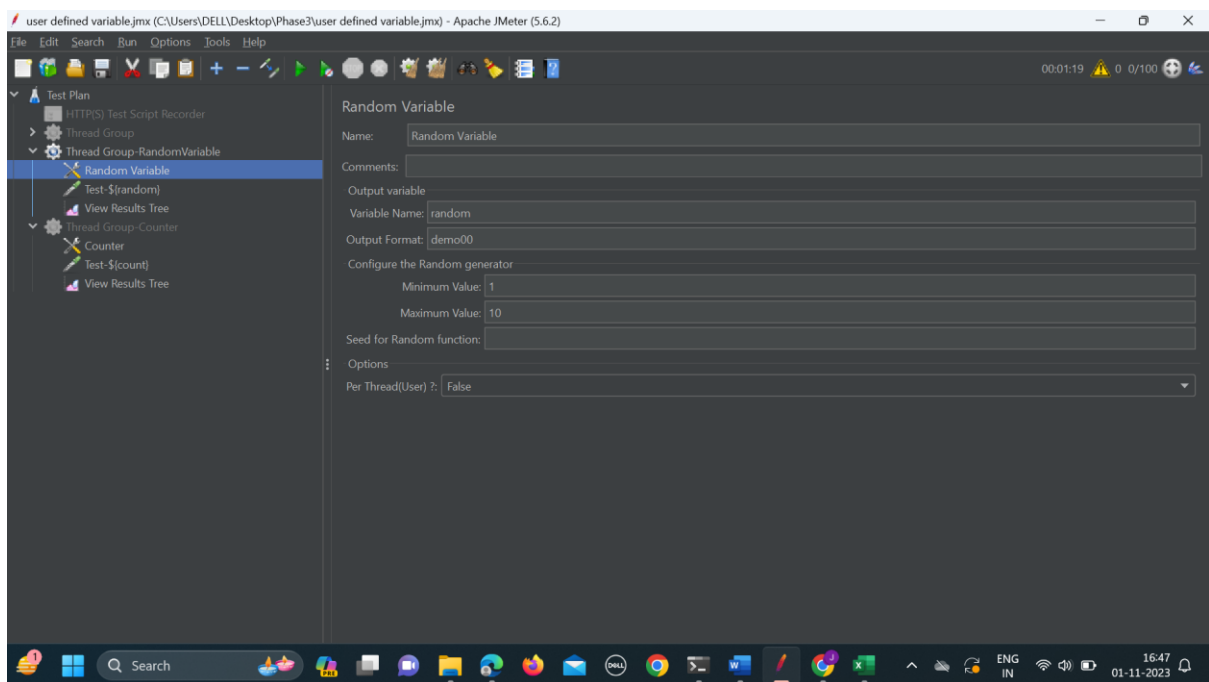 user defined variable.jmx (C:\Users\DELL\Desktop\Phase3\user defined variable.jmx) - Apache JMeter (5.6.2)
File Edit Search Run Options Tools Help
00:01:19 0 0/100
Test Plan
HTTP(S) Test Script Recorder
Thread Group
Thread Group-RandomVariable
Random Variable
Test-${random}
View Results Tree
Thread Group-Counter
Counter
Test-${count}
View Results Tree
Random Variable
Name: Random Variable
Comments:
Output variable
Variable Name: random
Output Format: demo00
Configure the Random generator
Minimum Value: 1
Maximum Value: 10
Seed for Random function:
Options
Per Thread(User) ?: False
1
Search
PRE
DELL
ENG
IN
16:47
01-11-2023